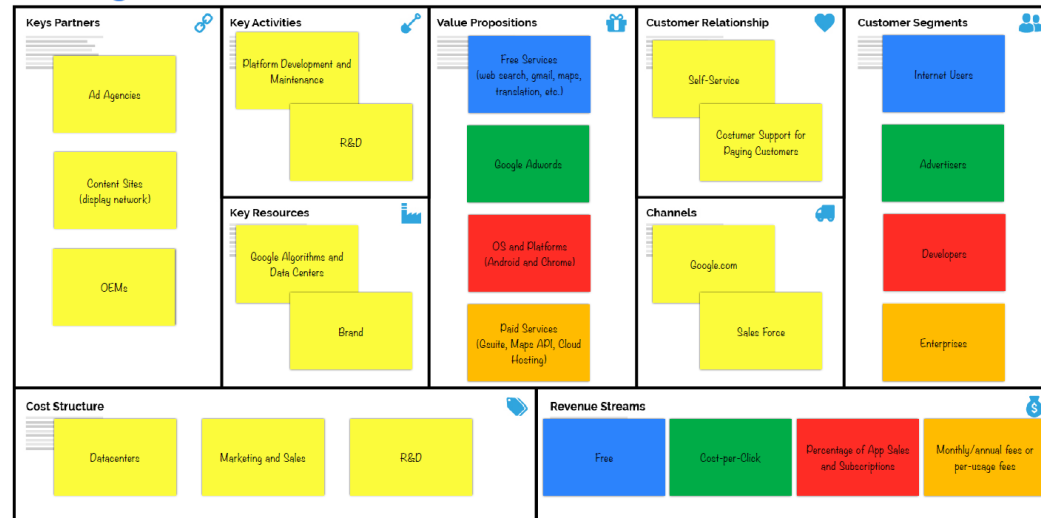 Keys Partners
Ad Agencies
Content Sites
(display network)
OEMs
Key Activities
Platform Development and
Maintenance
R&D
Key Resources
Google Algorithms and
Data Centers
Brand
Value Propositions
Free Services
(web search, gmail, maps,
translation, etc.)
Google Adwords
OS and Platforms
(Android and Chrome)
Paid Services
(Gsuite, Maps API, Cloud
Hosting)
Customer Relationship
Self-Service
Costumer Support for
Paying Customers
Channels
Google.com
Sales Force
Customer Segments
Internet Users
Advertisers
Developers
Enterprises
Cost Structure
Datacenters
Marketing and Sales
R&D
Revenue Streams
Free
Cost-per-Click
Percentage of App Sales
and Subscriptions
Monthly/annual fees or
per-usage fees